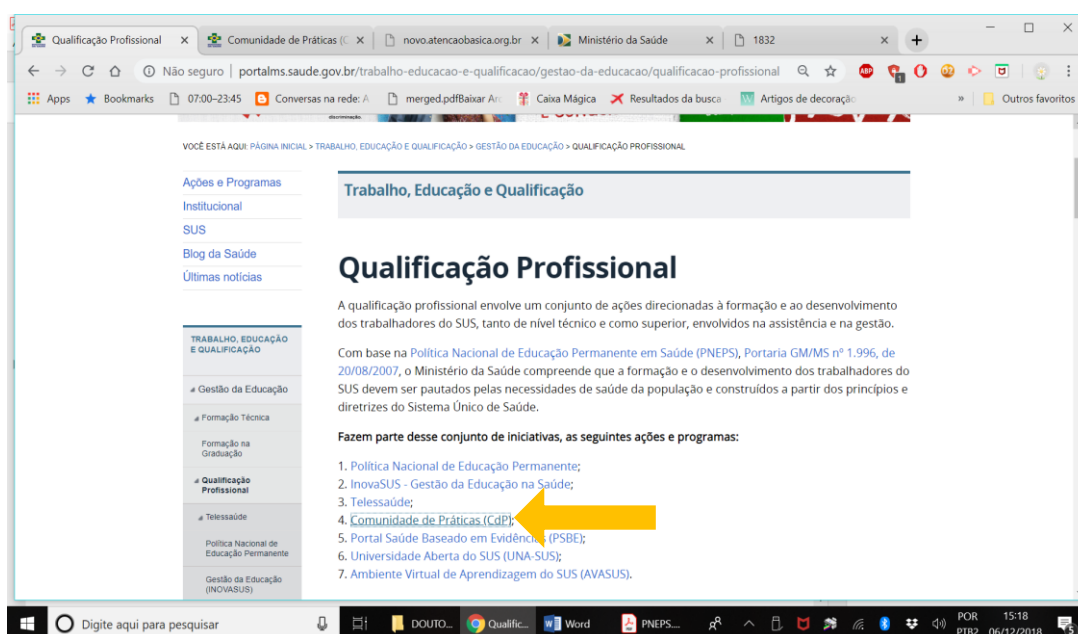 Qualificação Profissional
Comunidade de Práticas (C
novo.atencaobasica.org.br
Ministério da Saúde
1832
Não seguro | portalms.saude.gov.br/trabalho-educacao-e-qualificacao/gestao-da-educacao/qualificacao-profissional
ABP
1
Apps
Bookmarks
07:00–23:45
Conversas na rede: A
merged.pdfBaixar Arq
Caixa Mágica
Resultados da busca
Artigos de decoração
»
Outros favoritos
discriminação.
VOCÊ ESTÁ AQUI: PÁGINA INICIAL > TRABALHO, EDUCAÇÃO E QUALIFICAÇÃO > GESTÃO DA EDUCAÇÃO > QUALIFICAÇÃO PROFISSIONAL
Ações e Programas
Institucional
SUS
Blog da Saúde
Últimas notícias
TRABALHO, EDUCAÇÃO
E QUALIFICAÇÃO
Gestão da Educação
Formação Técnica
Formação na
Graduação
Qualificação
Profissional
Telessaúde
Política Nacional de
Educação Permanente
Gestão da Educação
(INOVASUS)
Trabalho, Educação e Qualificação
Qualificação Profissional
A qualificação profissional envolve um conjunto de ações direcionadas à formação e ao desenvolvimento
dos trabalhadores do SUS, tanto de nível técnico e como superior, envolvidos na assistência e na gestão.
Com base na Política Nacional de Educação Permanente em Saúde (PNEPS), Portaria GM/MS nº 1.996, de
20/08/2007, o Ministério da Saúde compreende que a formação e o desenvolvimento dos trabalhadores do
SUS devem ser pautados pelas necessidades de saúde da população e construídos a partir dos princípios e
diretrizes do Sistema Único de Saúde.
Fazem parte desse conjunto de iniciativas, as seguintes ações e programas:
1. Política Nacional de Educação Permanente;
2. InovaSUS - Gestão da Educação na Saúde;
3. Telessaúde;
4. Comunidade de Práticas (CdP);
5. Portal Saúde Baseado em Evidências (PSBE);
6. Universidade Aberta do SUS (UNA-SUS);
7. Ambiente Virtual de Aprendizagem do SUS (AVASUS).
Digite aqui para pesquisar
DOUTO...
Qualific...
Word
PNEPS....
POR
PTB2
15:18
06/12/2018
5